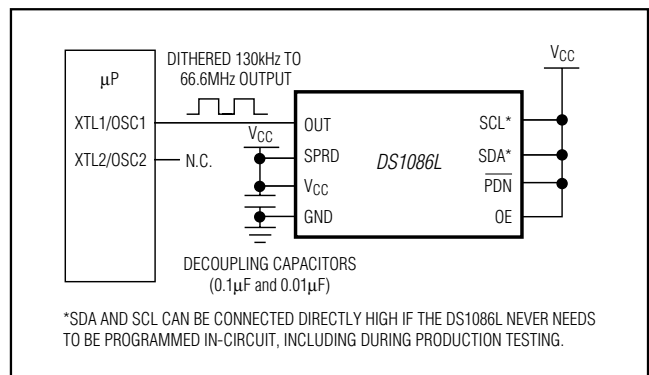 DITHERED 130kHz TO
66.6MHz OUTPUT
VCC
μP
XTL1/OSC1
XTL2/OSC2
N.C.
VCC
OUT
SPRD
VCC
GND
DS1086L
SCL*
SDA*
PDN
OE
DECOUPLING CAPACITORS
(0.1μF and 0.01μF)
*SDA AND SCL CAN BE CONNECTED DIRECTLY HIGH IF THE DS1086L NEVER NEEDS
TO BE PROGRAMMED IN-CIRCUIT, INCLUDING DURING PRODUCTION TESTING.